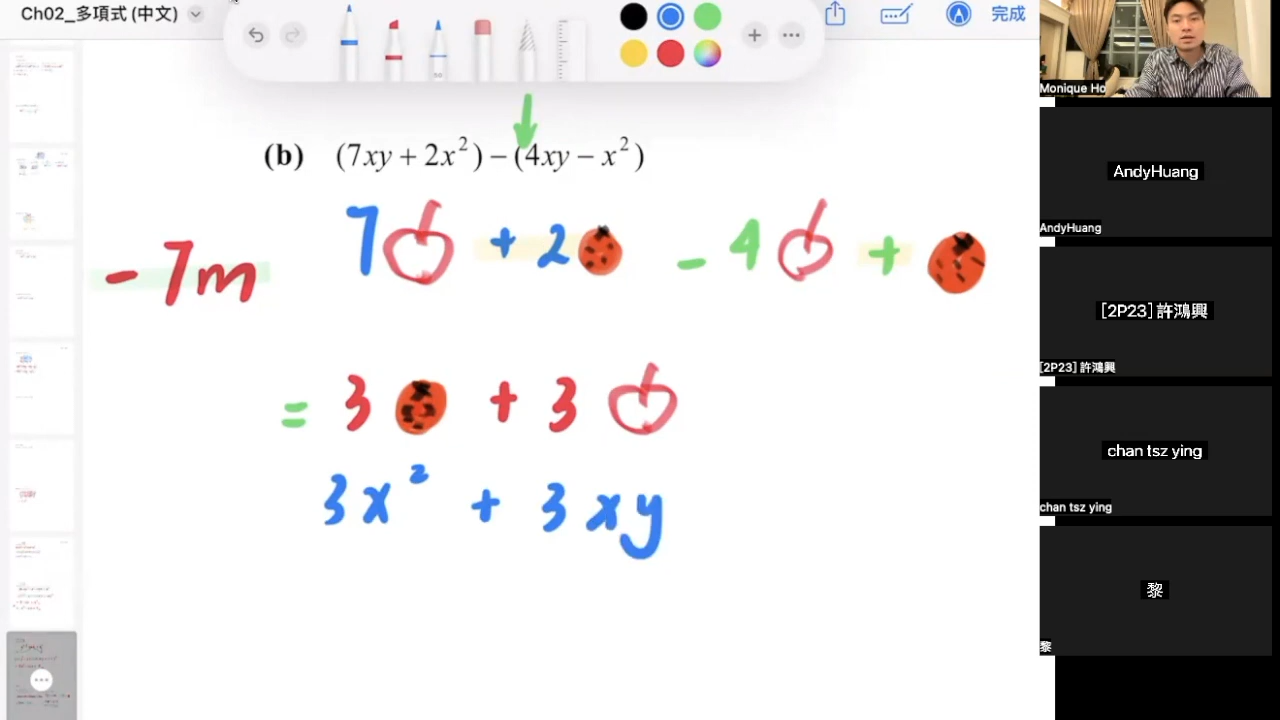 Ch02_多項式 (中文)
完成
50
(b) (7xy + 2x²) − (4xy − x²)
7 + 2 − 4 +
− 7m
= 3 + 3
3x² + 3xy
Monique Ho
AndyHuang
AndyHuang
[2P23] 許鴻興
[2P23] 許鴻興
chan tsz ying
chan tsz ying
黎
黎